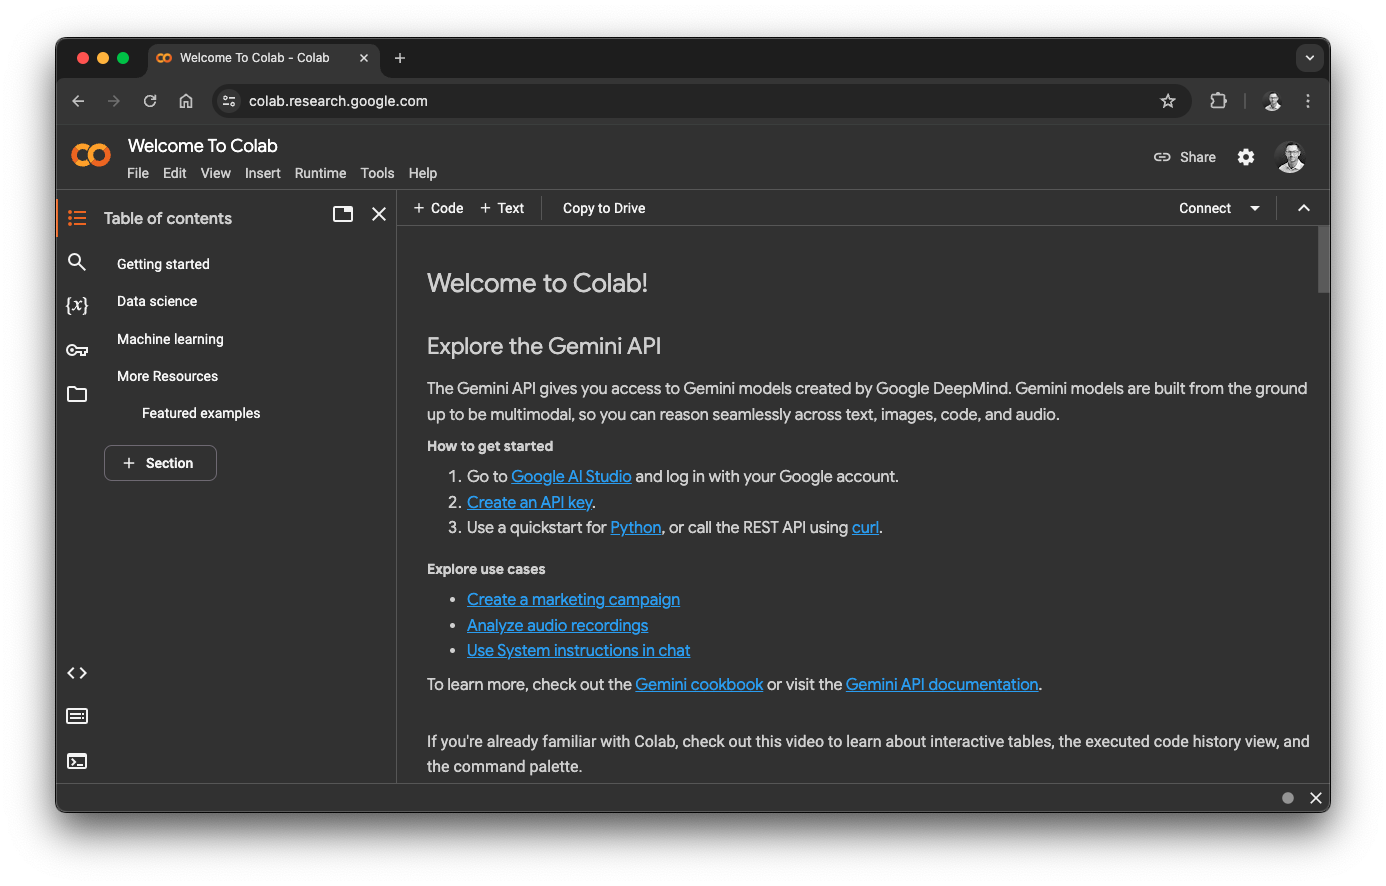 Welcome To Colab - Colab
colab.research.google.com
Welcome To Colab
File Edit View Insert Runtime Tools Help
Share
Table of contents
Getting started
Data science
Machine learning
More Resources
Featured examples
+ Section
+ Code + Text Copy to Drive
Connect
Welcome to Colab!
Explore the Gemini API
The Gemini API gives you access to Gemini models created by Google DeepMind. Gemini models are built from the ground
up to be multimodal, so you can reason seamlessly across text, images, code, and audio.
How to get started
1. Go to Google AI Studio and log in with your Google account.
2. Create an API key.
3. Use a quickstart for Python, or call the REST API using curl.
Explore use cases
• Create a marketing campaign
• Analyze audio recordings
• Use System instructions in chat
To learn more, check out the Gemini cookbook or visit the Gemini API documentation.
If you're already familiar with Colab, check out this video to learn about interactive tables, the executed code history view, and
the command palette.